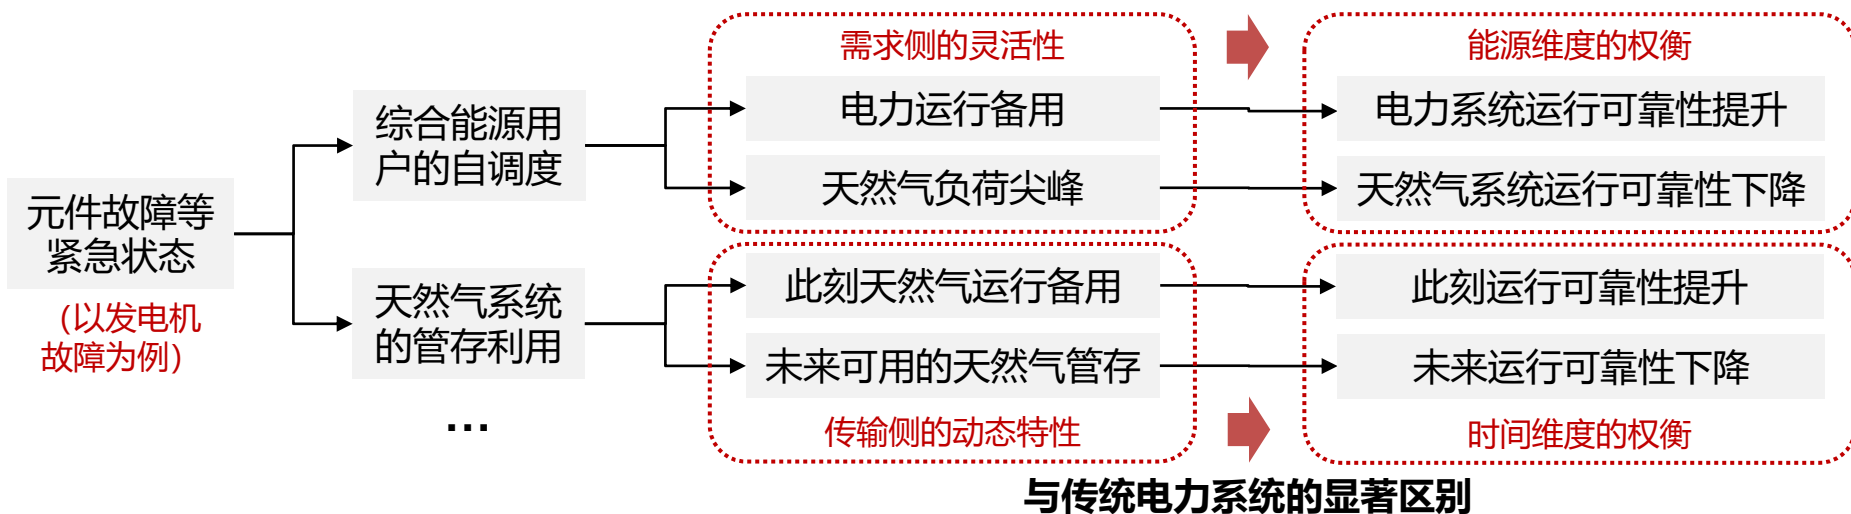 元件故障等
紧急状态
（以发电机
故障为例）
综合能源用
户的自调度
天然气系统
的管存利用
...
需求侧的灵活性
电力运行备用
天然气负荷尖峰
此刻天然气运行备用
未来可用的天然气管存
传输侧的动态特性
能源维度的权衡
电力系统运行可靠性提升
天然气系统运行可靠性下降
此刻运行可靠性提升
未来运行可靠性下降
时间维度的权衡
与传统电力系统的显著区别